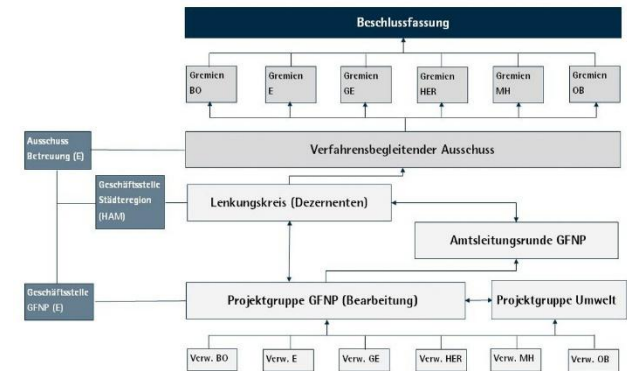 Beschlussfassung
Gremien
BO
Gremien
E
Gremien
GE
Gremien
HER
Gremien
MH
Gremien
OB
Ausschuss
Betreuung (E)
Verfahrensbegleitender Ausschuss
Geschäftsstelle
Städteregion
(HAM)
Lenkungskreis (Dezernenten)
Amtsleitungsrunde GFNP
Geschäftsstelle
GFNP (E)
Projektgruppe GFNP (Bearbeitung)
Projektgruppe Umwelt
Verw. BO
Verw. E
Verw. GE
Verw. HER
Verw. MH
Verw. OB